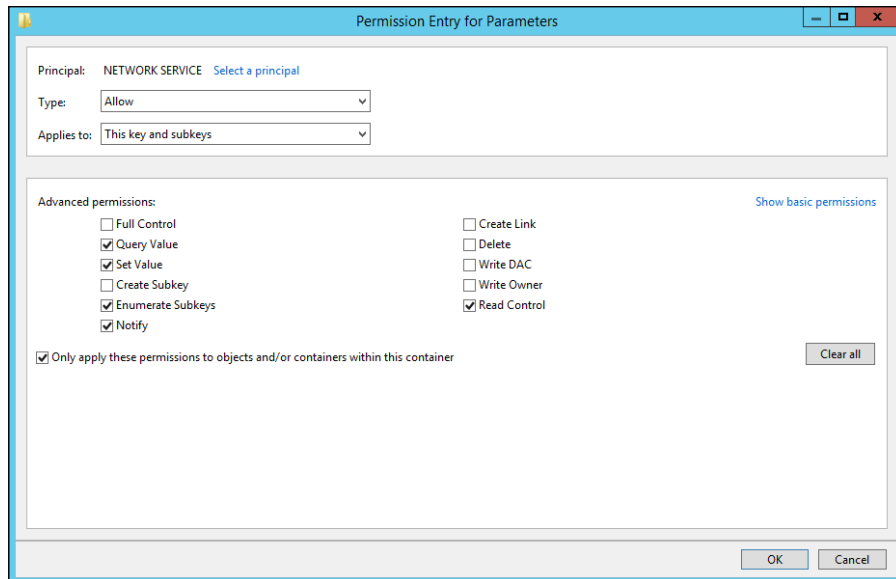 Permission Entry for Parameters
Principal: NETWORK SERVICE Select a principal
Type: Allow
Applies to: This key and subkeys
Advanced permissions: Show basic permissions
Full Control Create Link
Query Value Delete
Set Value Write DAC
Create Subkey Write Owner
Enumerate Subkeys Read Control
Notify
Only apply these permissions to objects and/or containers within this container Clear all
OK Cancel